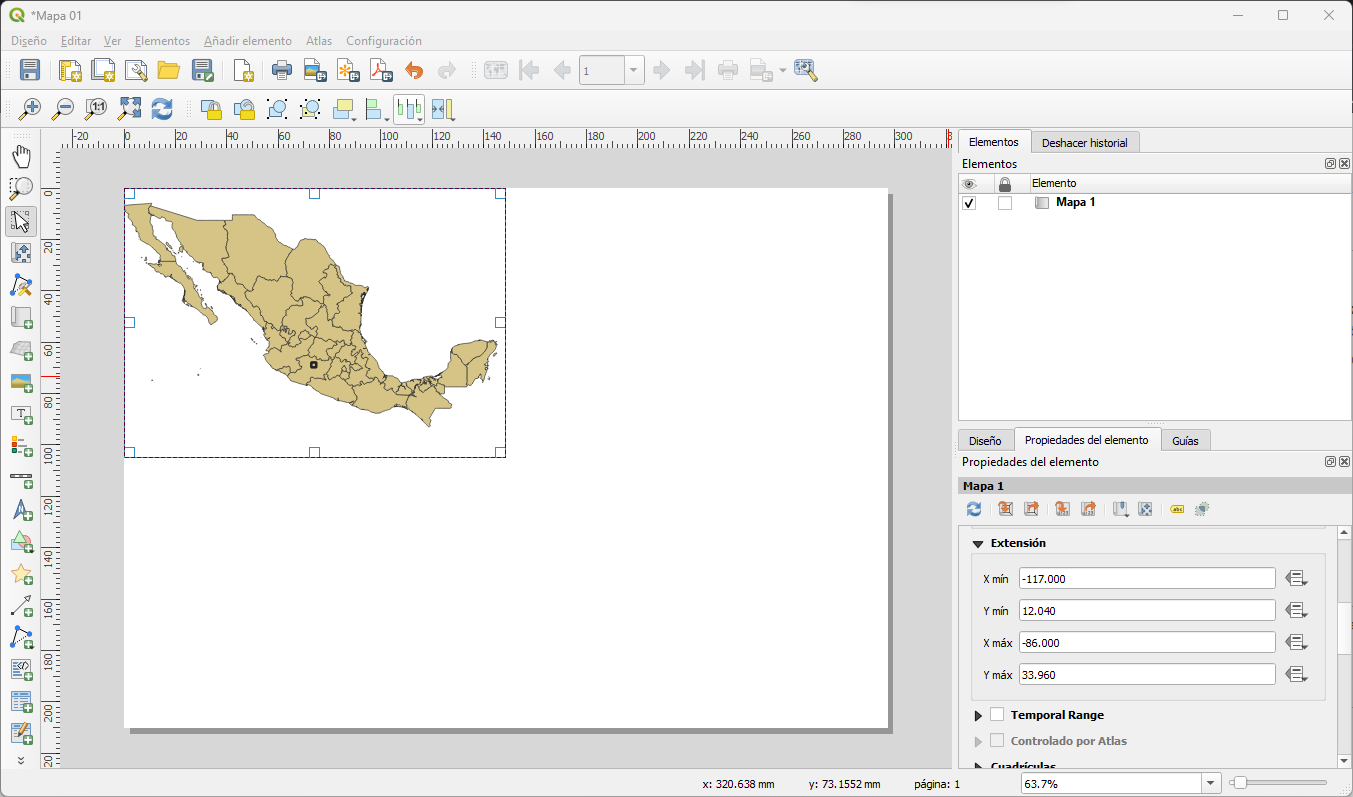 *Mapa 01
Diseño Editar Ver Elementos Añadir elemento Atlas Configuración
1
1:1
-20 0 20 40 60 80 100 120 140 160 180 200 220 240 260 280 300 3
0
20
40
60
80
100
120
140
160
180
200
20
T
Elementos Deshacer historial
Elementos
Elemento
Mapa 1
Diseño Propiedades del elemento Guías
Propiedades del elemento
Mapa 1
abc
Extensión
X mín -117.000
Y mín 12.040
X máx -86.000
Y máx 33.960
Temporal Range
Controlado por Atlas
Cuadrículas
x: 320.638 mm y: 73.1552 mm página: 1 63.7%